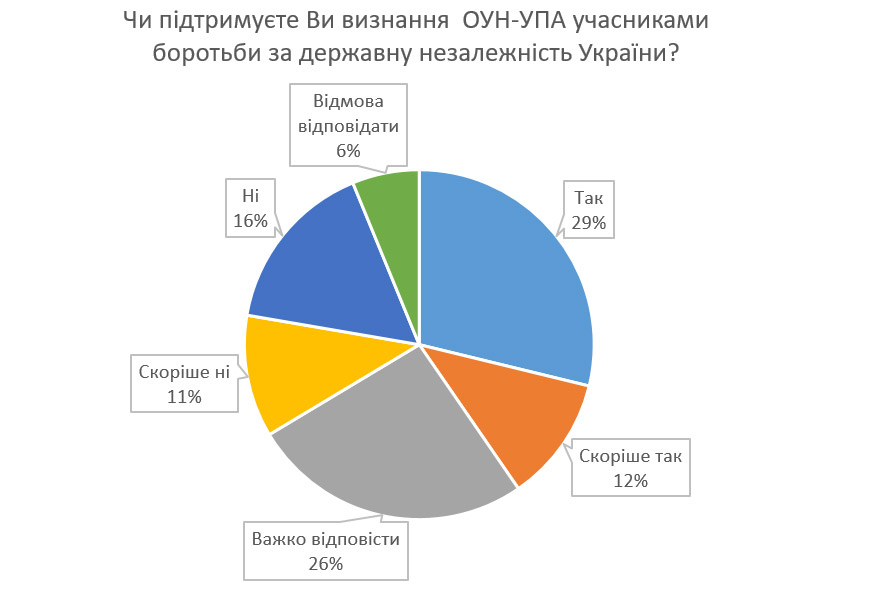 Чи підтримуєте Ви визнання  ОУН-УПА учасниками
боротьби за державну незалежність України?
Відмова
відповідати
6%
Так
29%
Ні
16%
Скоріше ні
11%
Скоріше так
12%
Важко відповісти
26%